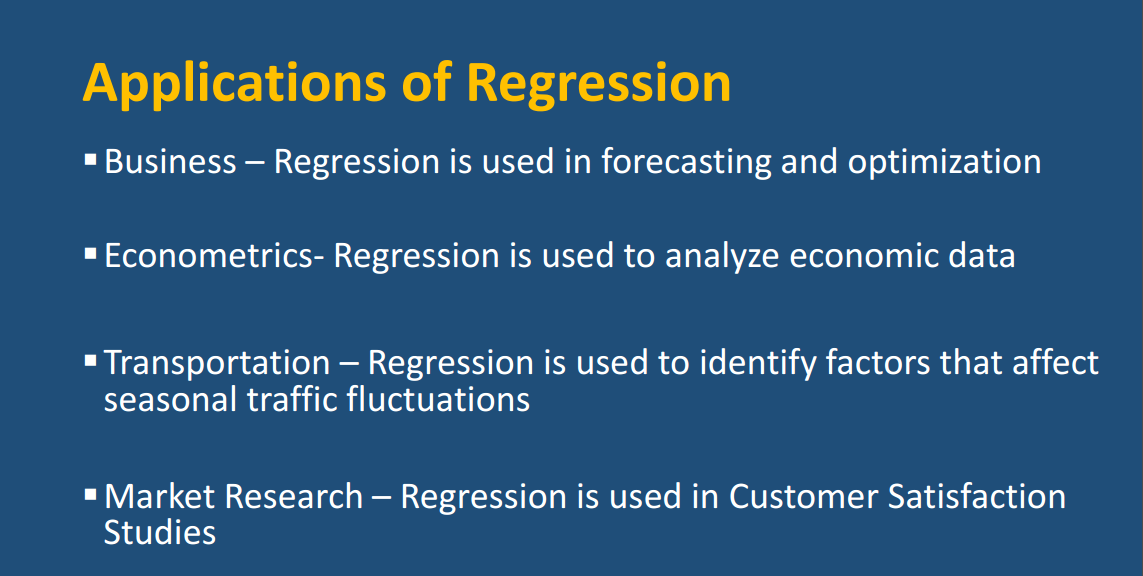 Applications of Regression
▪Business – Regression is used in forecasting and optimization
▪Econometrics- Regression is used to analyze economic data
▪Transportation – Regression is used to identify factors that affect
seasonal traffic fluctuations
▪Market Research – Regression is used in Customer Satisfaction
Studies